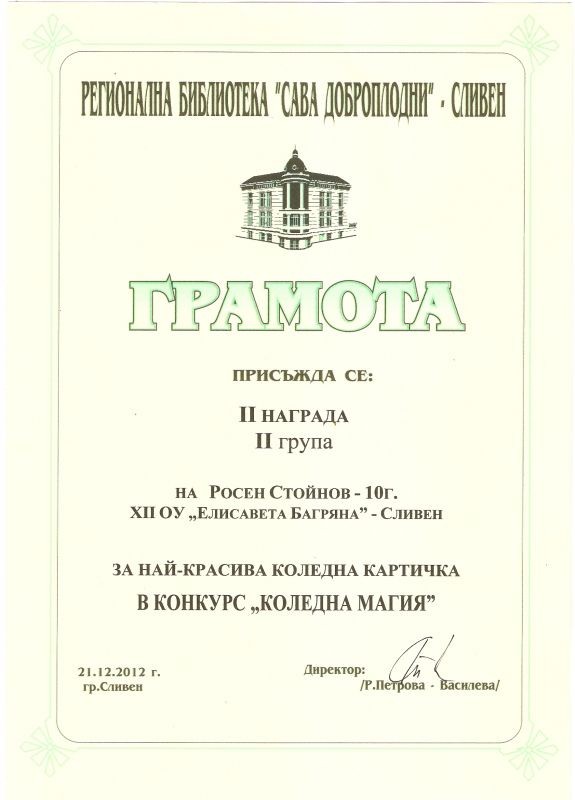 РЕГИОНАЛНА БИБЛИОТЕКА "САВА ДОБРОПЛОДНИ" - СЛИВЕН
ГРАМОТА
ПРИСЪЖДА СЕ:
II НАГРАДА
II група
НА РОСЕН СТОЙНОВ - 10Г.
XII ОУ „ЕЛИСАВЕТА БАГРЯНА” - СЛИВЕН
ЗА НАЙ-КРАСИВА КОЛЕДНА КАРТИЧКА
В КОНКУРС „КОЛЕДНА МАГИЯ”
21.12.2012 г.
гр.Сливен
Директор:
/Р.Петрова - Василева/